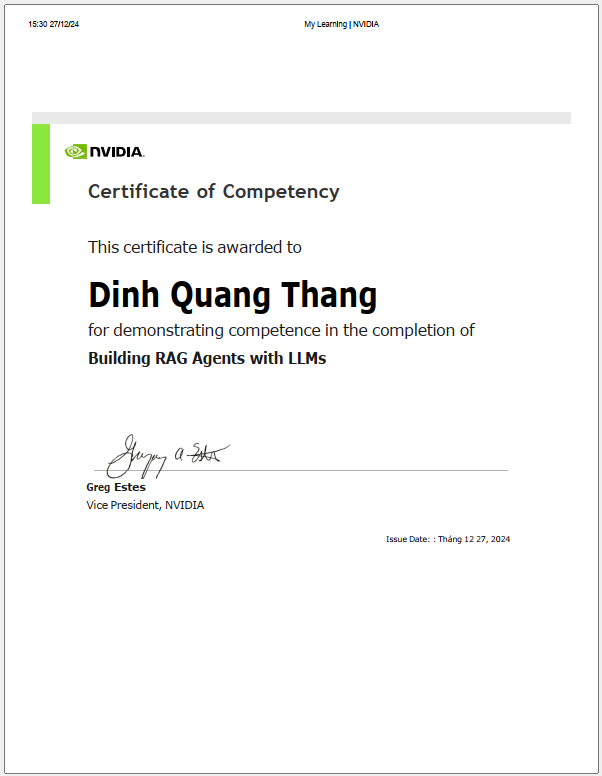 15:30 27/12/24
My Learning | NVIDIA
NVIDIA.
Certificate of Competency
This certificate is awarded to
Dinh Quang Thang
for demonstrating competence in the completion of
Building RAG Agents with LLMs
Gregory A Estes
Greg Estes
Vice President, NVIDIA
Issue Date: : Tháng 12 27, 2024